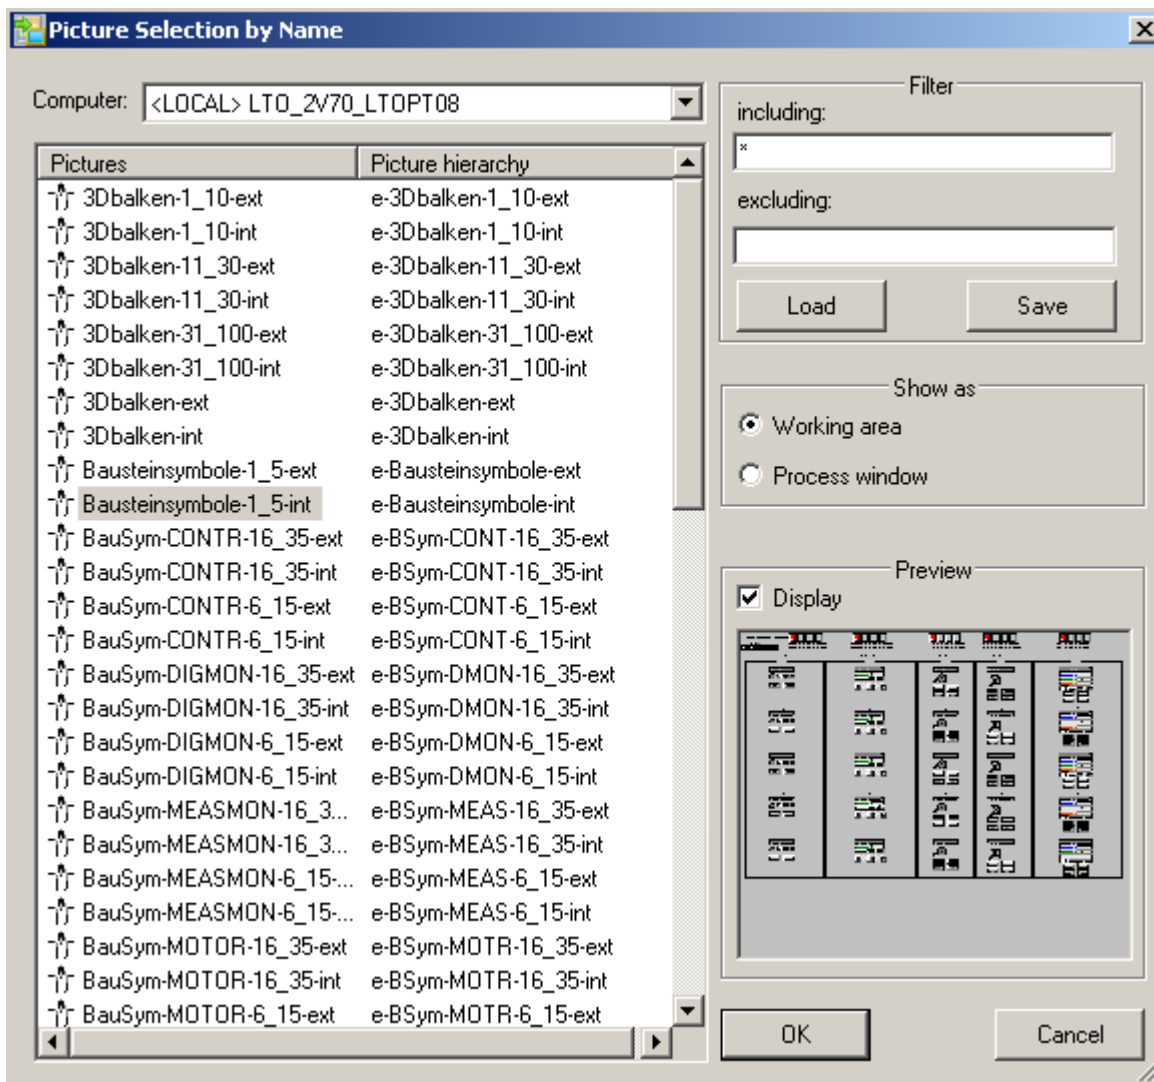 Picture Selection by Name
Computer: <LOCAL> LTO_2V70_LTOPT08
Pictures Picture hierarchy
3Dbalken-1_10-ext e-3Dbalken-1_10-ext
3Dbalken-1_10-int e-3Dbalken-1_10-int
3Dbalken-11_30-ext e-3Dbalken-11_30-ext
3Dbalken-11_30-int e-3Dbalken-11_30-int
3Dbalken-31_100-ext e-3Dbalken-31_100-ext
3Dbalken-31_100-int e-3Dbalken-31_100-int
3Dbalken-ext e-3Dbalken-ext
3Dbalken-int e-3Dbalken-int
Bausteinsymbole-1_5-ext e-Bausteinsymbole-ext
Bausteinsymbole-1_5-int e-Bausteinsymbole-int
BauSym-CONTR-16_35-ext e-BSym-CONT-16_35-ext
BauSym-CONTR-16_35-int e-BSym-CONT-16_35-int
BauSym-CONTR-6_15-ext e-BSym-CONT-6_15-ext
BauSym-CONTR-6_15-int e-BSym-CONT-6_15-int
BauSym-DIGMON-16_35-ext e-BSym-DMON-16_35-ext
BauSym-DIGMON-16_35-int e-BSym-DMON-16_35-int
BauSym-DIGMON-6_15-ext e-BSym-DMON-6_15-ext
BauSym-DIGMON-6_15-int e-BSym-DMON-6_15-int
BauSym-MEASMON-16_3... e-BSym-MEAS-16_35-ext
BauSym-MEASMON-16_3... e-BSym-MEAS-16_35-int
BauSym-MEASMON-6_15-... e-BSym-MEAS-6_15-ext
BauSym-MEASMON-6_15-... e-BSym-MEAS-6_15-int
BauSym-MOTOR-16_35-ext e-BSym-MOTR-16_35-ext
BauSym-MOTOR-16_35-int e-BSym-MOTR-16_35-int
BauSym-MOTOR-6_15-ext e-BSym-MOTR-6_15-ext
Filter
including:
*
excluding:
Load Save
Show as
Working area
Process window
Preview
Display
OK Cancel